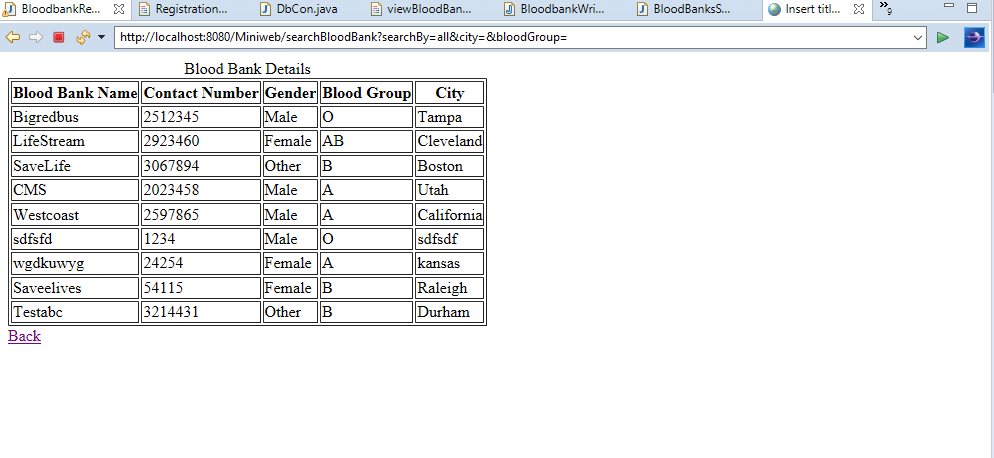 BloodbankRe... Registration... DbCon.java viewBloodBan... BloodbankWri... BloodBanksS... Insert titl... »9
http://localhost:8080/Miniweb/searchBloodBank?searchBy=all&city=&bloodGroup=
Blood Bank Details
Blood Bank Name Contact Number Gender Blood Group City
Bigredbus 2512345 Male O Tampa
LifeStream 2923460 Female AB Cleveland
SaveLife 3067894 Other B Boston
CMS 2023458 Male A Utah
Westcoast 2597865 Male A California
sdfsfd 1234 Male O sdfsdf
wgdkuwyg 24254 Female A kansas
Saveelives 54115 Female B Raleigh
Testabc 3214431 Other B Durham
Back